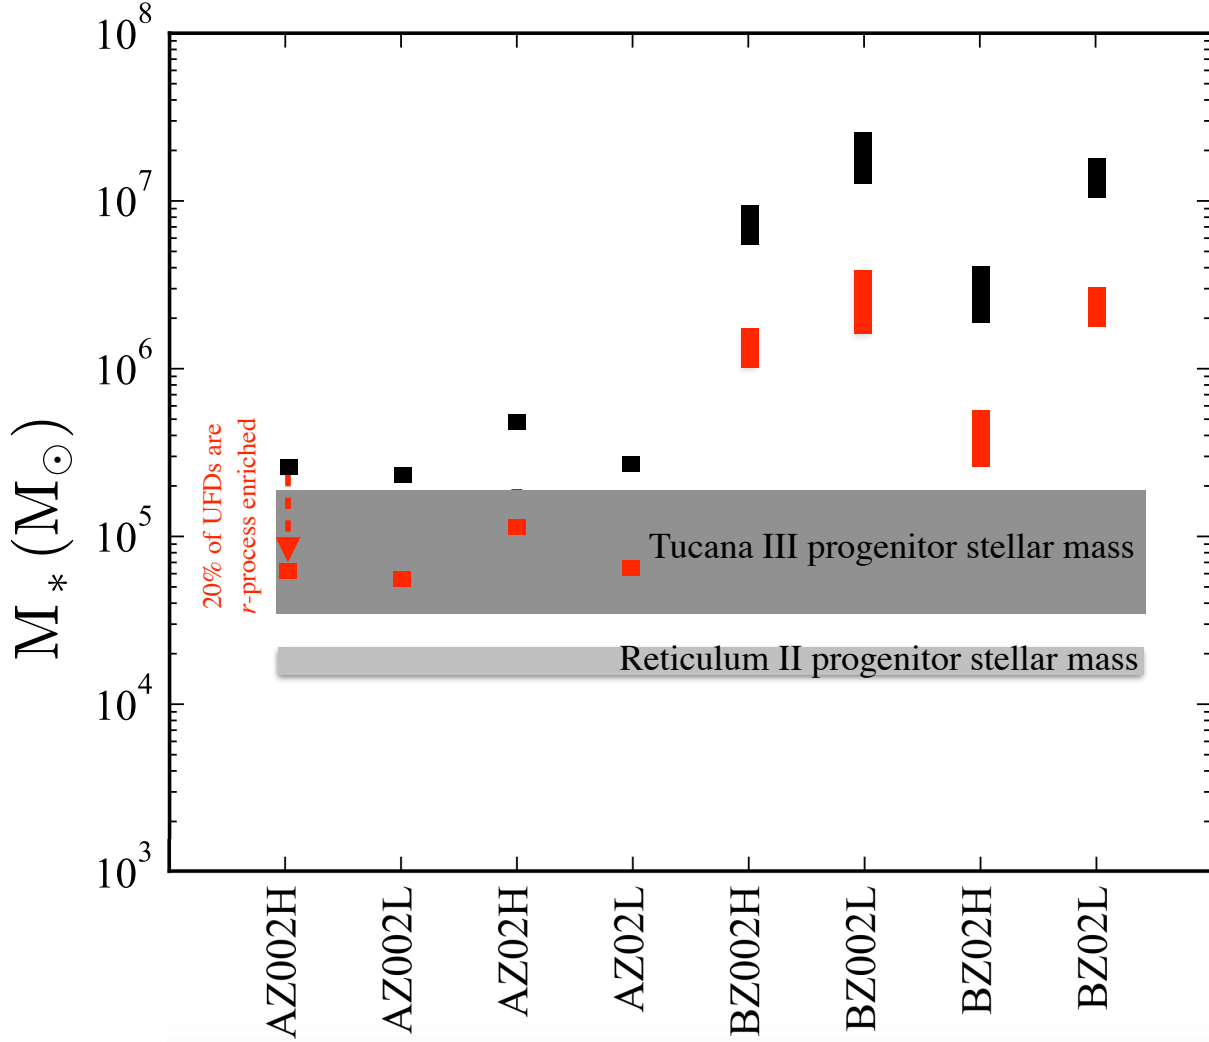 10^8
10^7
10^6
10^5
10^4
10^3
M_* (M_⊙)
20% of UFDs are
r-process enriched
Tucana III progenitor stellar mass
Reticulum II progenitor stellar mass
AZ002H
AZ002L
AZ02H
AZ02L
BZ002H
BZ002L
BZ02H
BZ02L